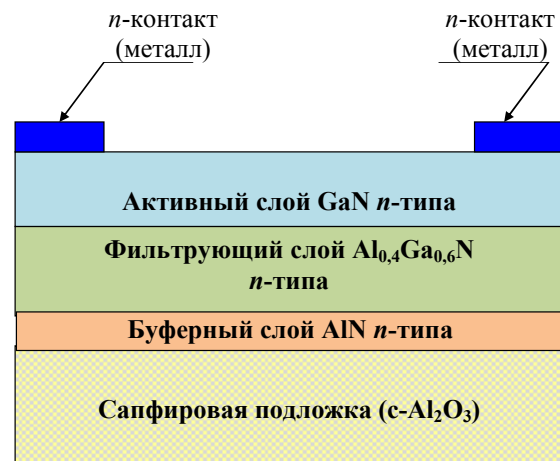 n-контакт
(металл)
n-контакт
(металл)
Активный слой GaN n-типа
Фильтрующий слой Al0,4Ga0,6N
n-типа
Буферный слой AlN n-типа
Сапфировая подложка (c-Al2O3)